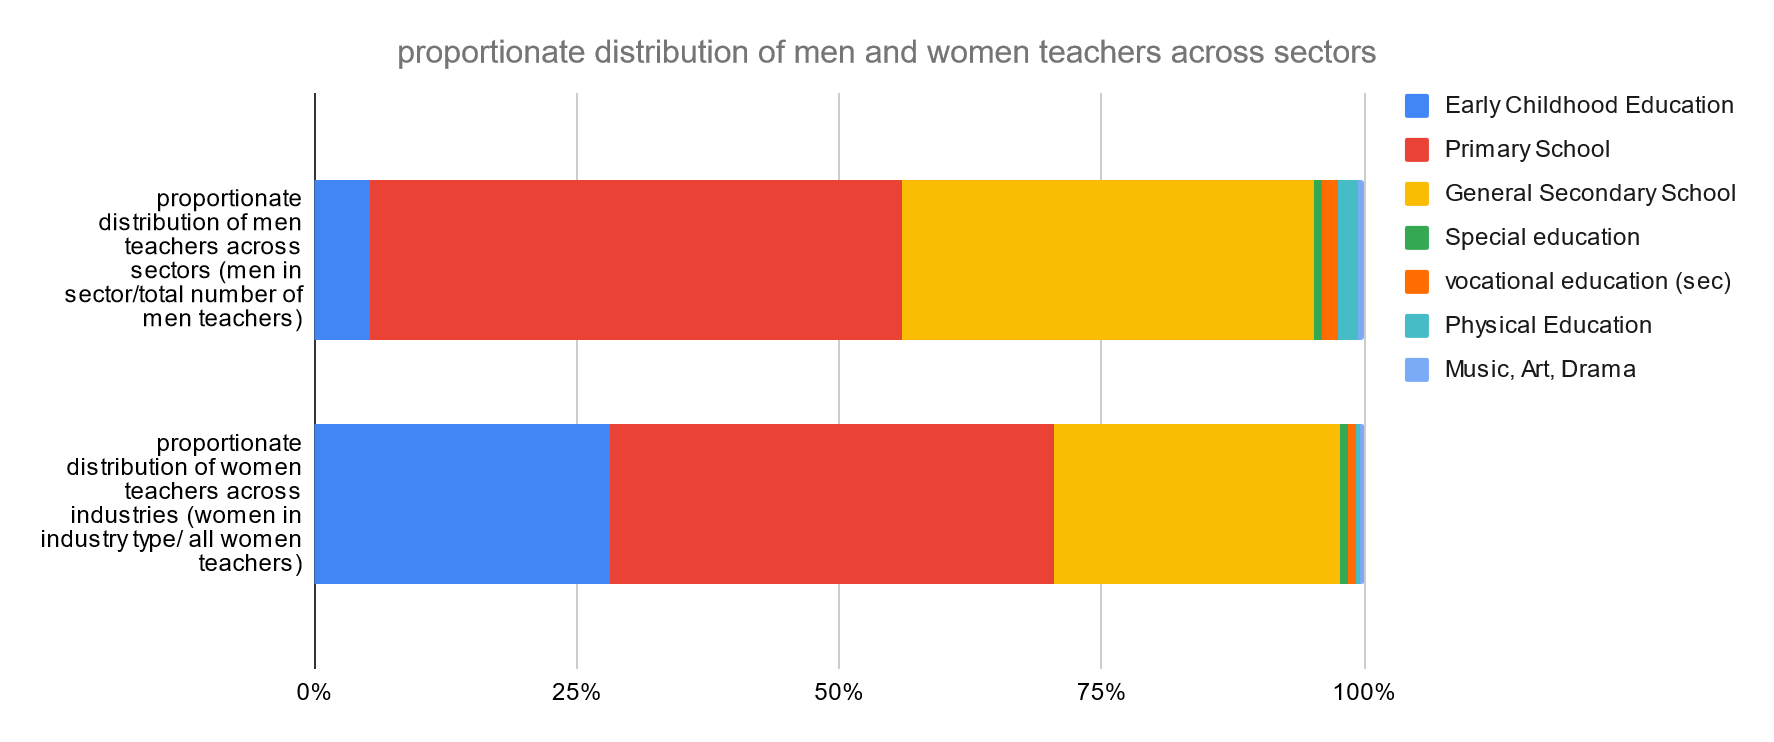 proportionate distribution of men and women teachers across sectors
Early Childhood Education
Primary School
General Secondary School
Special education
vocational education (sec)
Physical Education
Music, Art, Drama
proportionate
distribution of men
teachers across
sectors (men in
sector/total number of
men teachers)
proportionate
distribution of women
teachers across
industries (women in
industry type/ all women
teachers)
0%
25%
50%
75%
100%